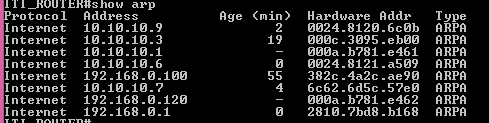 ITI_ROUTER#show arp
Protocol  Address          Age (min)  Hardware Addr   Type
Internet  10.10.10.9              2   0024.8120.6c0b  ARPA
Internet  10.10.10.3             19   000c.3095.eb00  ARPA
Internet  10.10.10.1              -   000a.b781.e461  ARPA
Internet  10.10.10.6              0   0024.8121.a509  ARPA
Internet  192.168.0.100          55   382c.4a2c.ae90  ARPA
Internet  10.10.10.7              4   6c62.6d5c.57e0  ARPA
Internet  192.168.0.120           -   000a.b781.e462  ARPA
Internet  192.168.0.1             0   2810.7bd8.b168  ARPA
ITI_ROUTER#